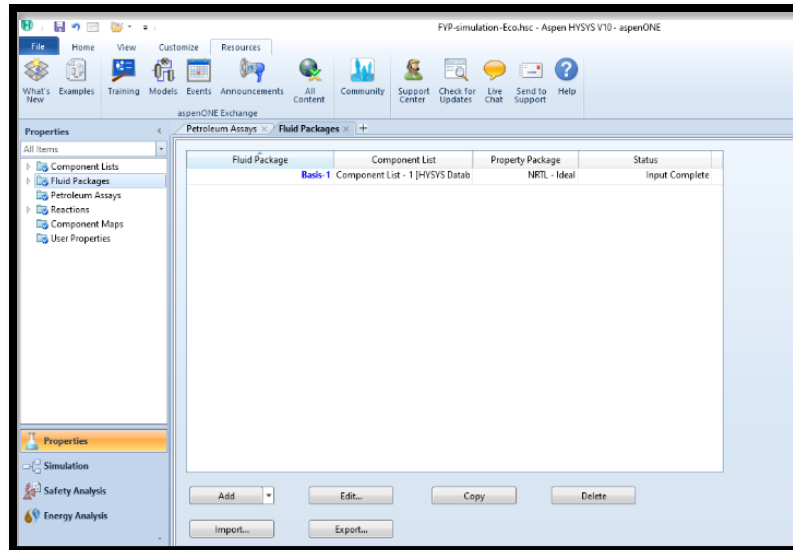 FYP-simulation-Eco.hsc - Aspen HYSYS V10 - aspenONE
File Home View Customize Resources
What's New Examples Training Models Events Announcements All Content Community Support Center Check for Updates Live Chat Send to Support Help
aspenONE Exchange
Properties <
Petroleum Assays × Fluid Packages × +
All Items
Component Lists
Fluid Packages
Petroleum Assays
Reactions
Component Maps
User Properties
Fluid Package Component List Property Package Status
Basis-1 Component List - 1 [HYSYS Datab NRTL - Ideal Input Complete
Properties
Simulation
Safety Analysis
Energy Analysis
Add Edit... Copy Delete
Import... Export...